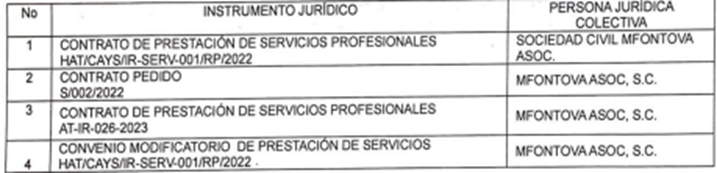 No INSTRUMENTO JURÍDICO PERSONA JURÍDICA
COLECTIVA
1 CONTRATO DE PRESTACIÓN DE SERVICIOS PROFESIONALES SOCIEDAD CIVIL MFONTOVA
HAT/CAYS/IR-SERV-001/RP/2022 ASOC.
2 CONTRATO PEDIDO MFONTOVA ASOC, S.C.
S/002/2022
3 CONTRATO DE PRESTACIÓN DE SERVICIOS PROFESIONALES MFONTOVA ASOC, S.C.
AT-IR-026-2023
CONVENIO MODIFICATORIO DE PRESTACIÓN DE SERVICIOS MFONTOVA ASOC, S.C.
4 HAT/CAYS/IR-SERV-001/RP/2022 .